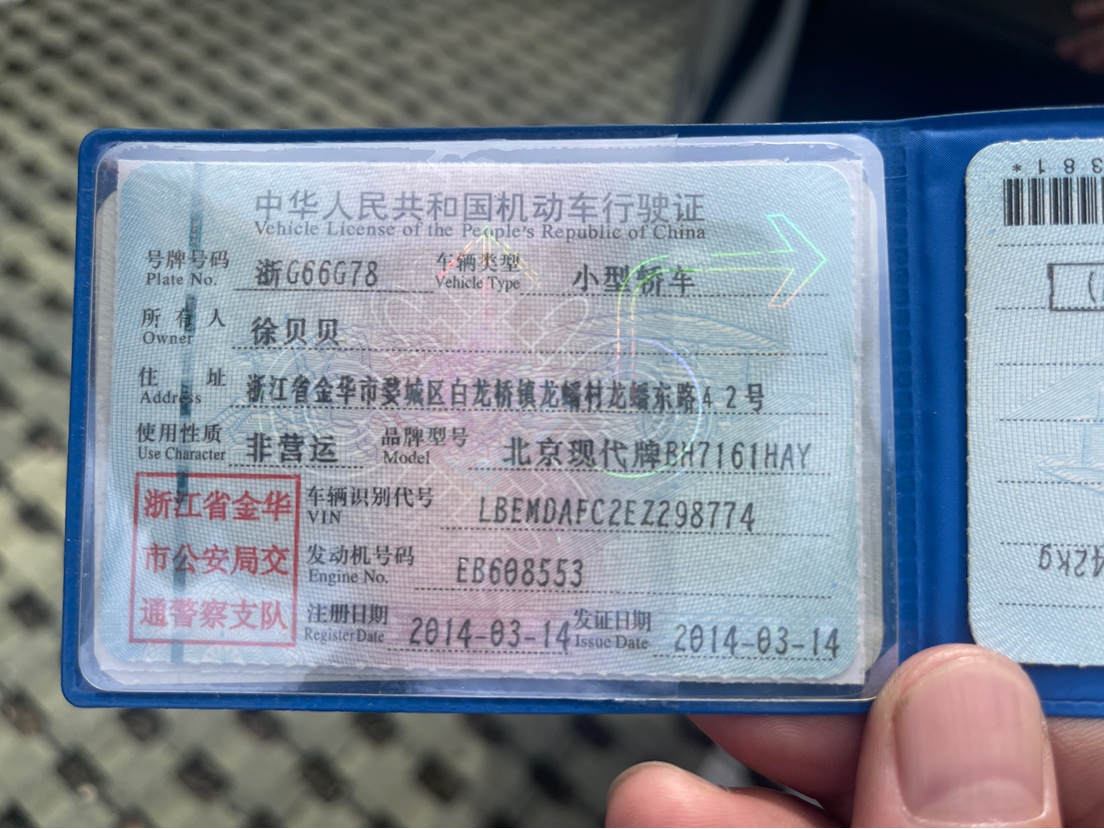 中华人民共和国机动车行驶证
Vehicle License of the People's Republic of China
号牌号码 浙G66G78 车辆类型 小型轿车
Plate No. Vehicle Type
所有人 徐贝贝
Owner
住址 浙江省金华市婺城区白龙桥镇龙蟠村龙蟠东路42号
Address
使用性质 非营运 品牌型号 北京现代牌BH7161HAY
Use Character Model
浙江省金华
市公安局交
通警察支队
车辆识别代号 LBEMDAFC2EZ298774
VIN
发动机号码 EB608553
Engine No.
注册日期 2014-03-14 发证日期 2014-03-14
Register Date Issue Date
381*
42kg